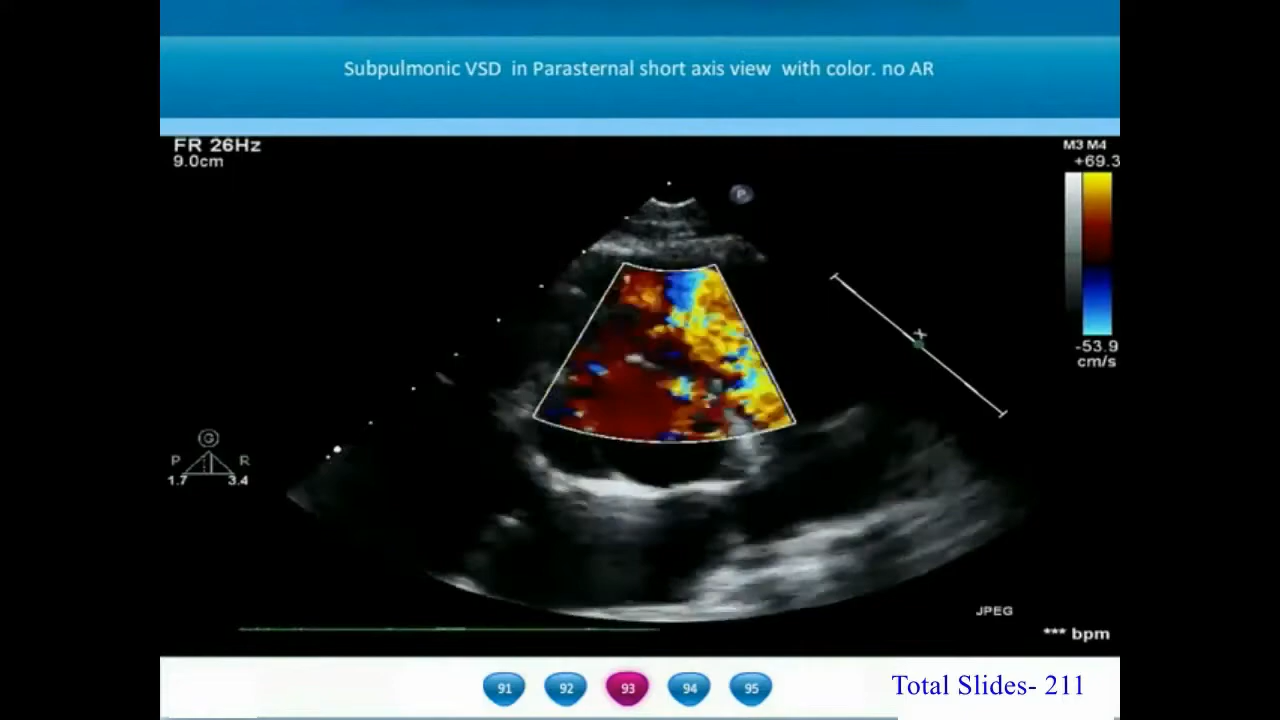 Subpulmonic VSD in Parasternal short axis view with color. no AR
FR 26Hz
9.0cm
M3 M4
+69.3
P
-53.9
cm/s
G
P R
1.7 3.4
JPEG
*** bpm
91 92 93 94 95
Total Slides- 211